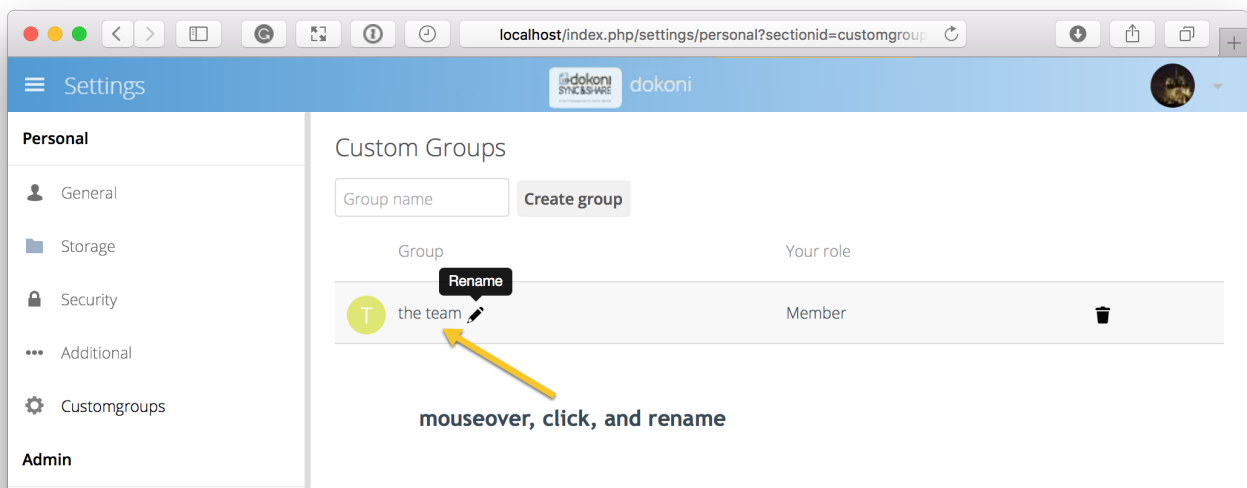 localhost/index.php/settings/personal?sectionid=customgroup
Settings
dokoni
SYNC&SHARE
dokoni
Personal
General
Storage
Security
Additional
Customgroups
Admin
Custom Groups
Group name
Create group
Group
Your role
Rename
T
the team
Member
mouseover, click, and rename